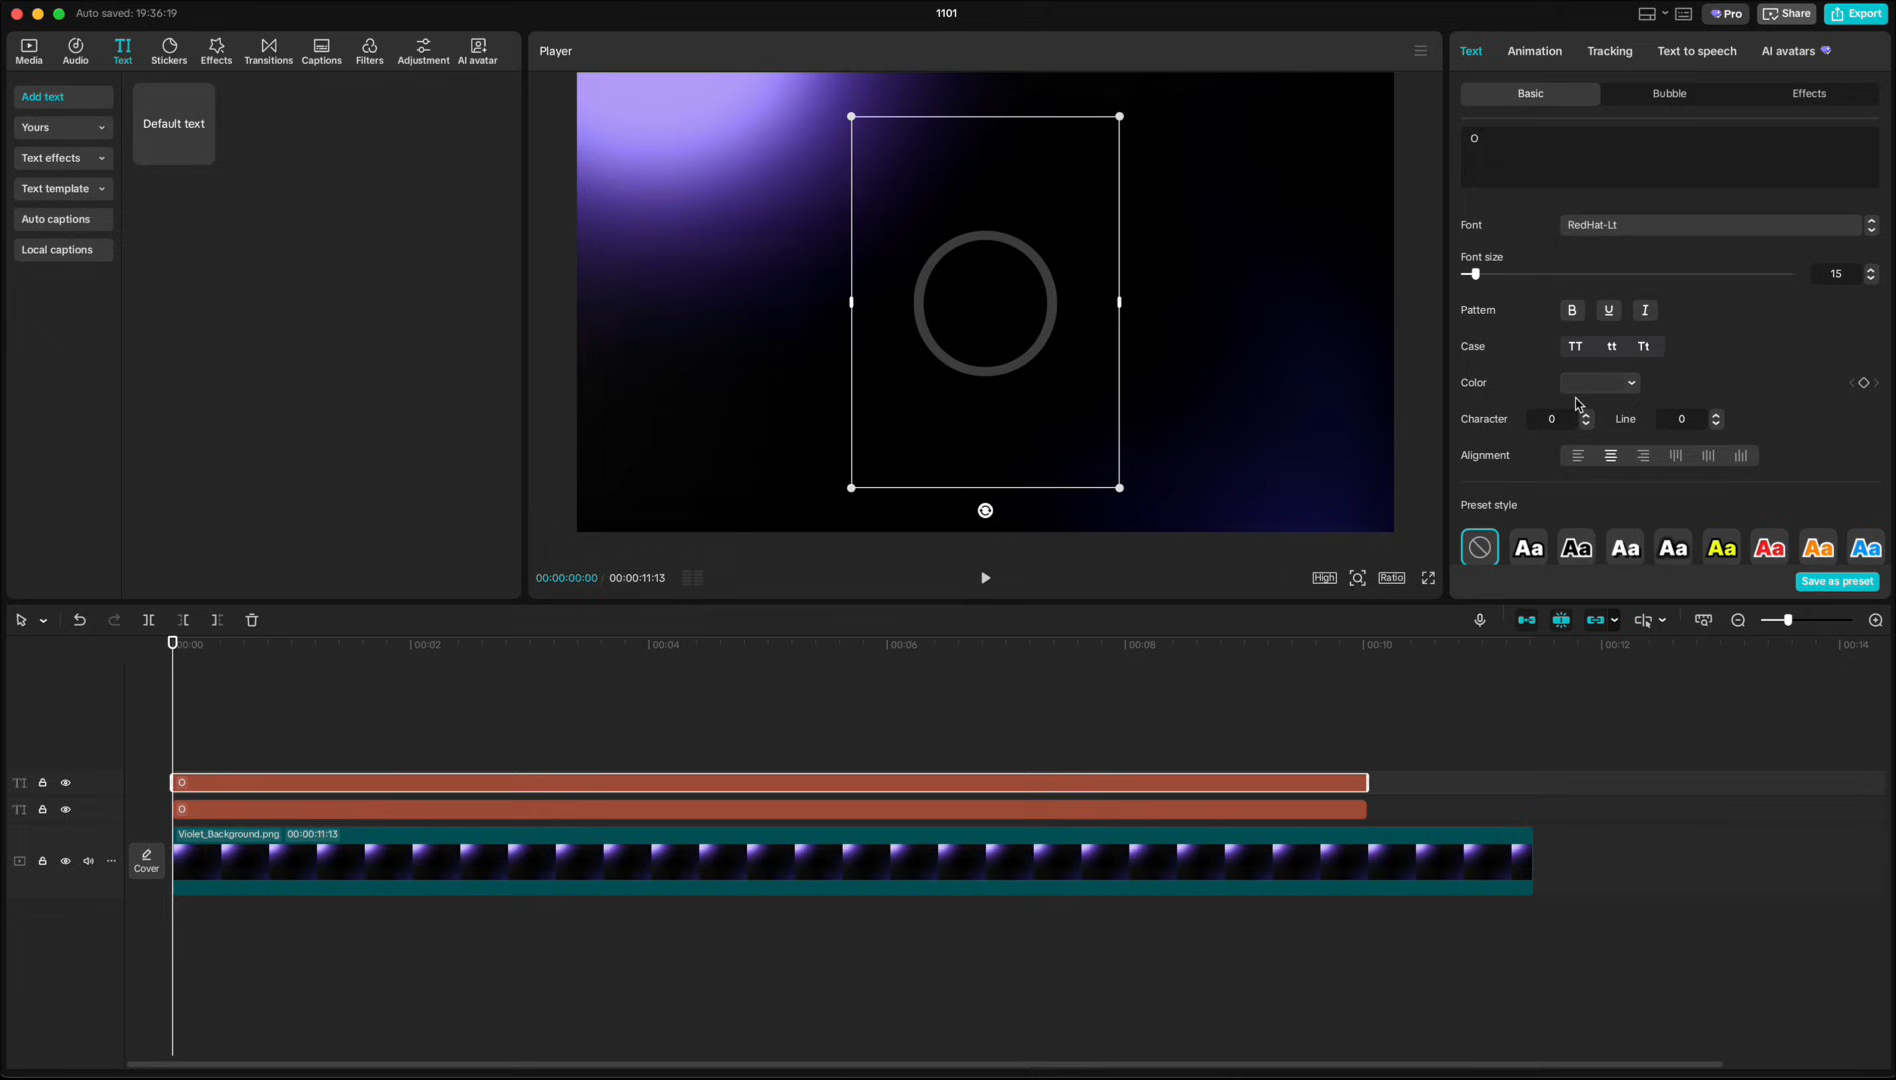 Auto saved: 19:36:19
1101
Pro
Share
Export
Media
Audio
TI
Text
Stickers
Effects
Transitions
Captions
Filters
Adjustment
AI avatar
Add text
Yours
Text effects
Text template
Auto captions
Local captions
Default text
Player
00:00:00:00 / 00:00:11:13
High
Ratio
Text
Animation
Tracking
Text to speech
AI avatars
Basic
Bubble
Effects
O
Font
RedHat-Lt
Font size
15
Pattern
B U I
Case
TT tt Tt
Color
Character
0
Line
0
Alignment
Preset style
Aa Aa Aa Aa Aa Aa Aa Aa
Save as preset
00:00
00:02
00:04
00:06
00:08
00:10
00:12
00:14
TI
O
TI
O
Violet_Background.png 00:00:11:13
Cover